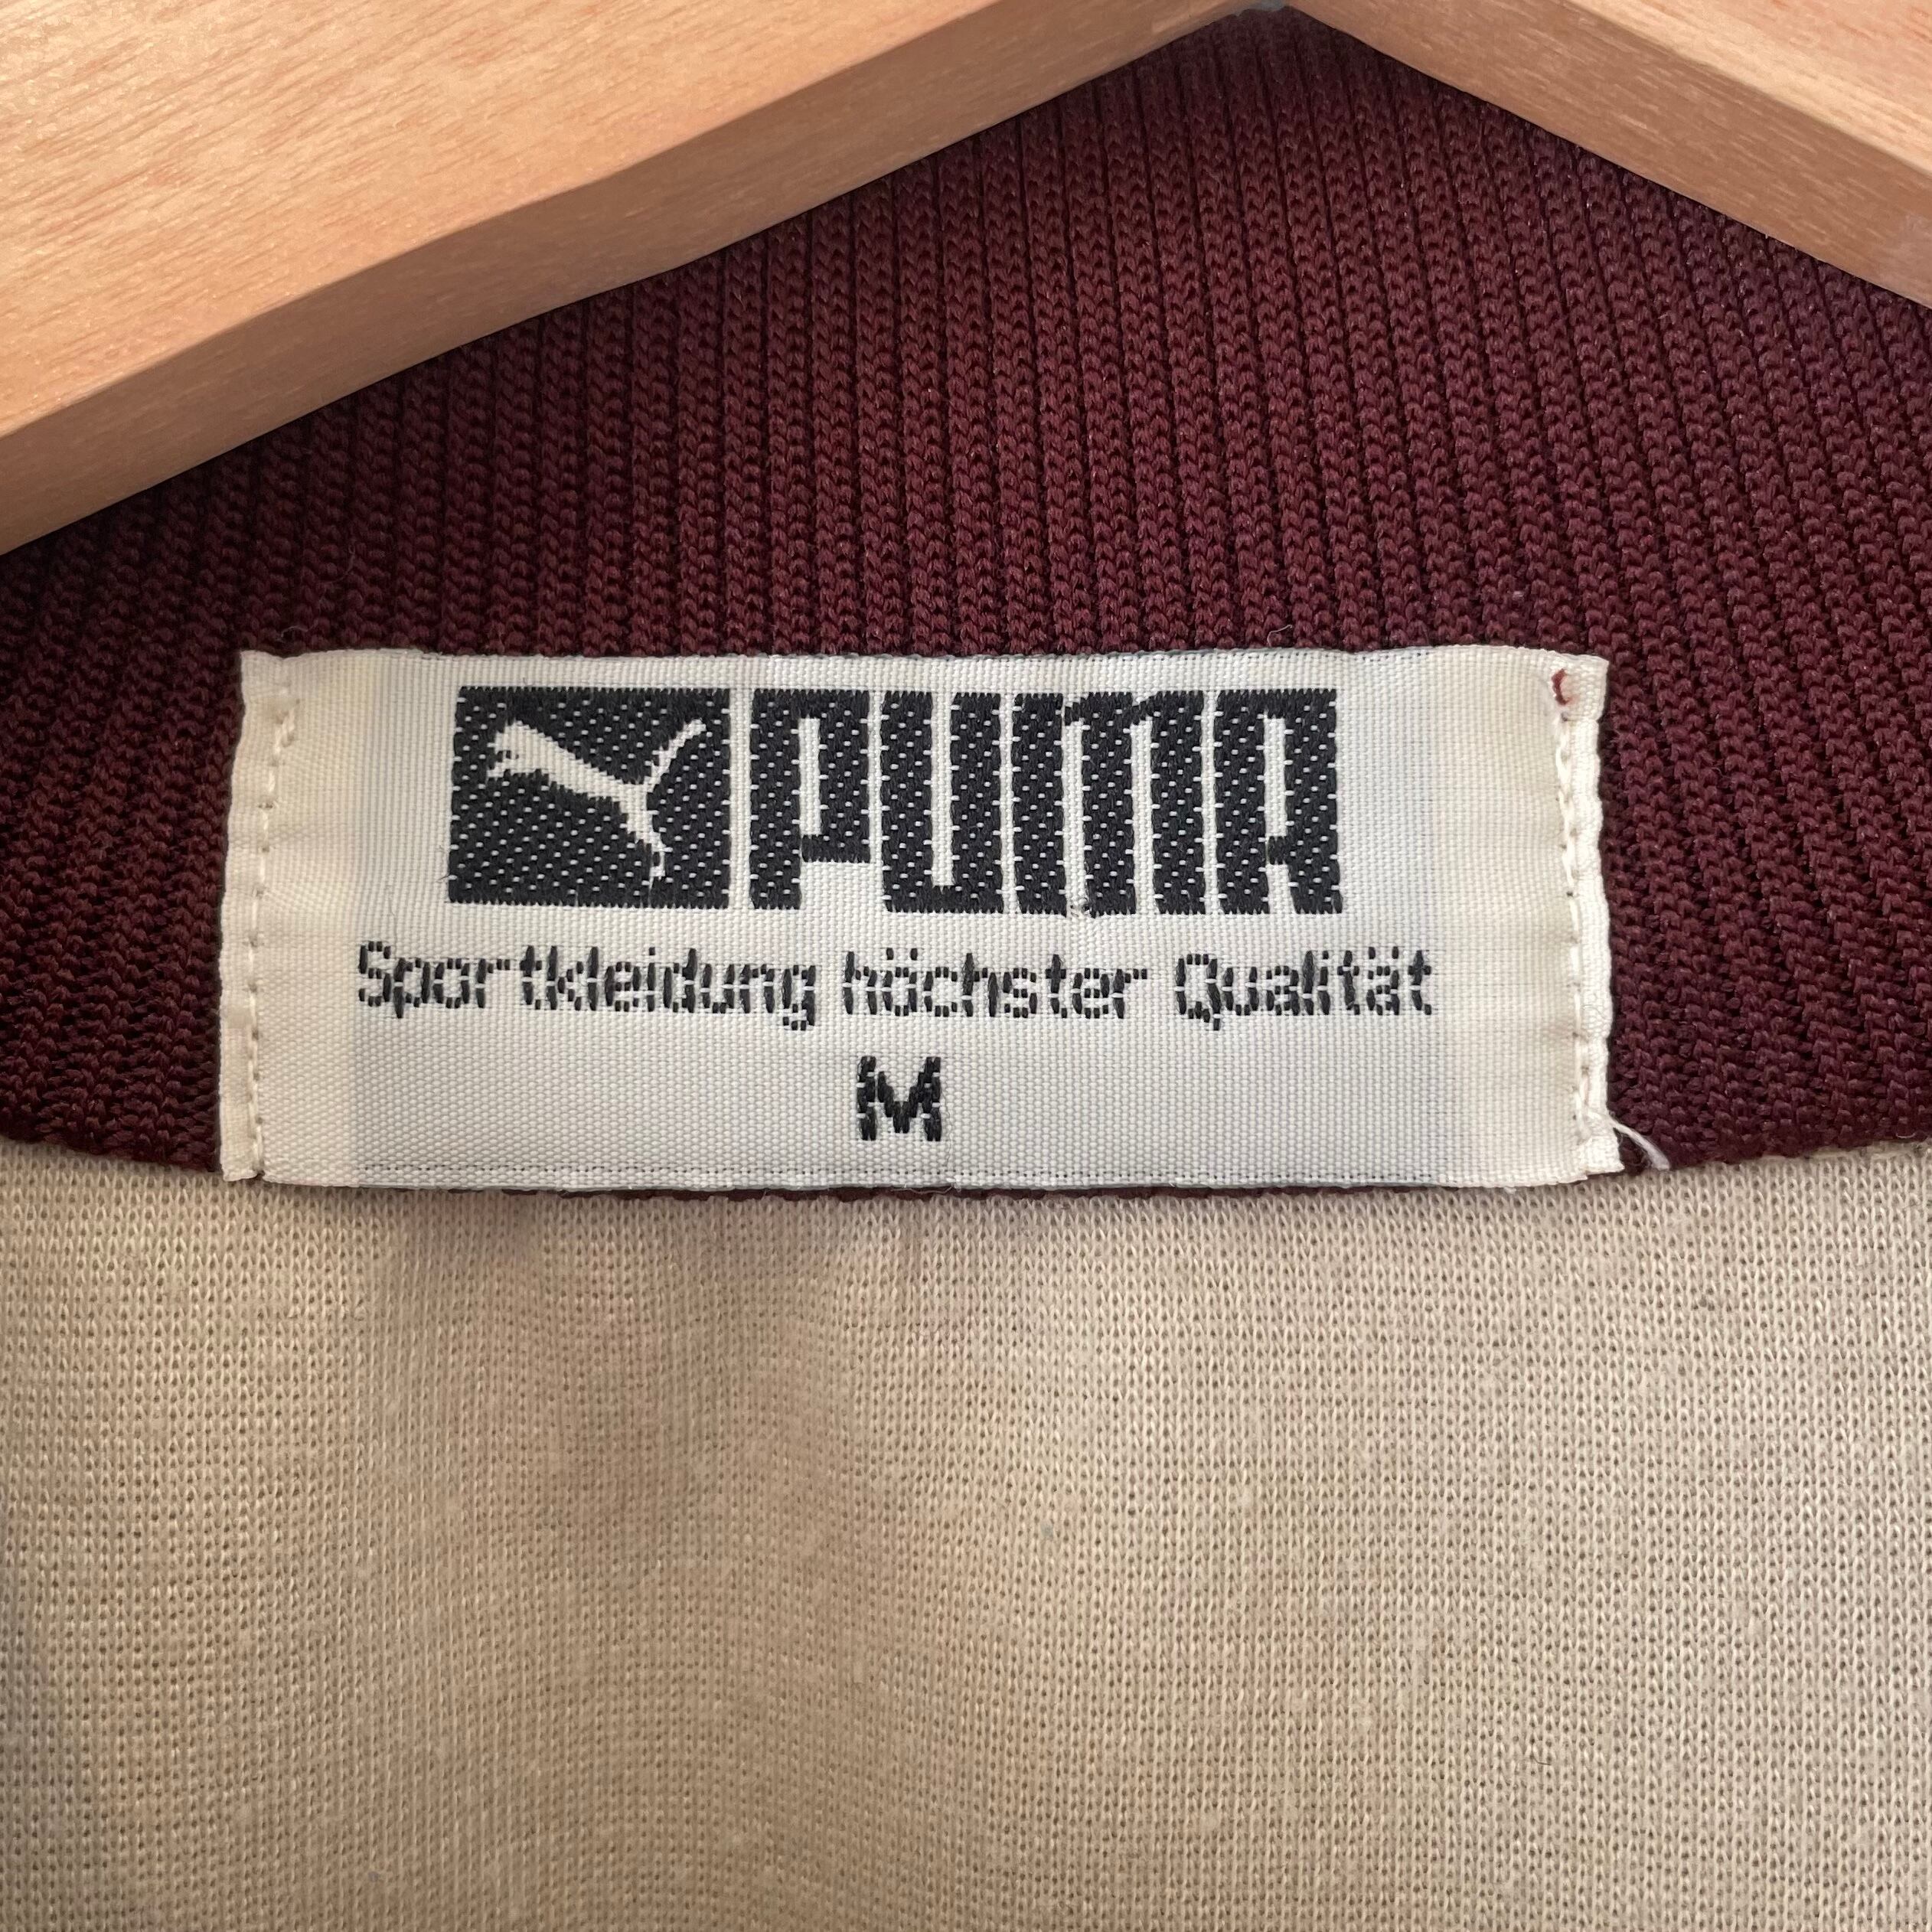 PUMA
Sportkleidung höchster Qualität
M